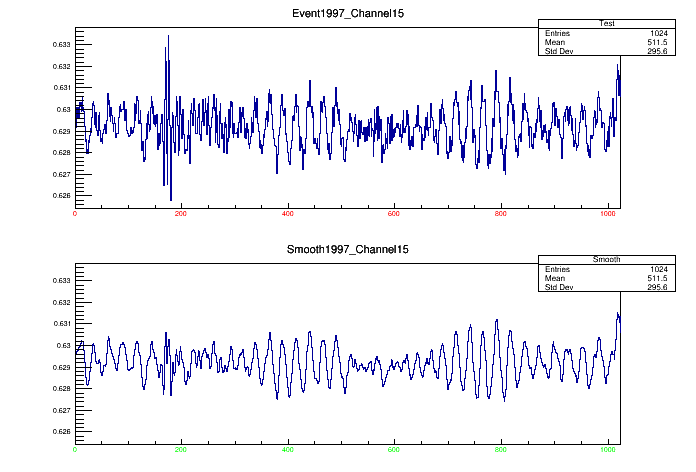 Event1997_Channel15
Test
Entries 1024
Mean 511.5
Std Dev 295.6
0.633
0.632
0.631
0.63
0.629
0.628
0.627
0.626
0 200 400 600 800 1000
Smooth1997_Channel15
Smooth
Entries 1024
Mean 511.5
Std Dev 295.6
0.633
0.632
0.631
0.63
0.629
0.628
0.627
0.626
0 200 400 600 800 1000